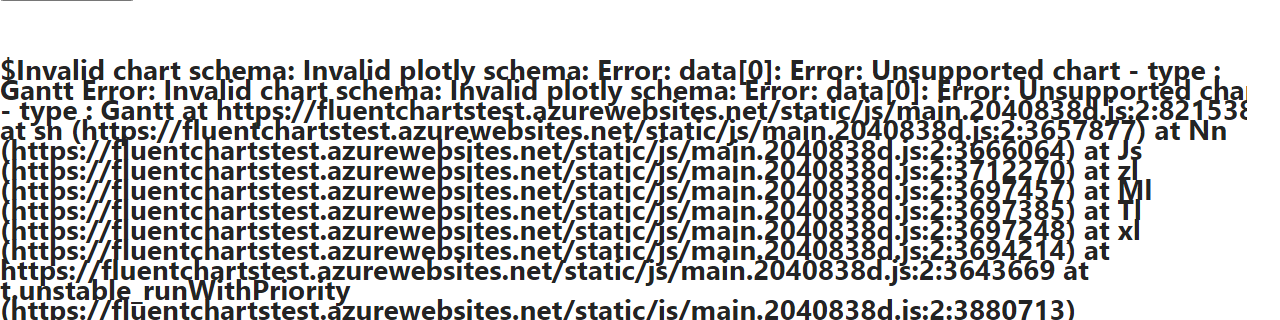 $Invalid chart schema: Invalid plotly schema: Error: data[0]: Error: Unsupported chart - type :
Gantt Error: Invalid chart schema: Invalid plotly schema: Error: data[0]: Error: Unsupported char
- type : Gantt at https://fluentchartstest.azurewebsites.net/static/js/main.2040838d.js:2:821538
at sh (https://fluentchartstest.azurewebsites.net/static/js/main.2040838d.js:2:3657877) at Nn
(https://fluentchartstest.azurewebsites.net/static/js/main.2040838d.js:2:3666064) at Js
(https://fluentchartstest.azurewebsites.net/static/js/main.2040838d.js:2:3712270) at zl
(https://fluentchartstest.azurewebsites.net/static/js/main.2040838d.js:2:3697457) at Ml
(https://fluentchartstest.azurewebsites.net/static/js/main.2040838d.js:2:3697385) at Tl
(https://fluentchartstest.azurewebsites.net/static/js/main.2040838d.js:2:3697248) at xl
(https://fluentchartstest.azurewebsites.net/static/js/main.2040838d.js:2:3694214) at
https://fluentchartstest.azurewebsites.net/static/js/main.2040838d.js:2:3643669 at
t.unstable_runWithPriority
(https://fluentchartstest.azurewebsites.net/static/js/main.2040838d.js:2:3880713)